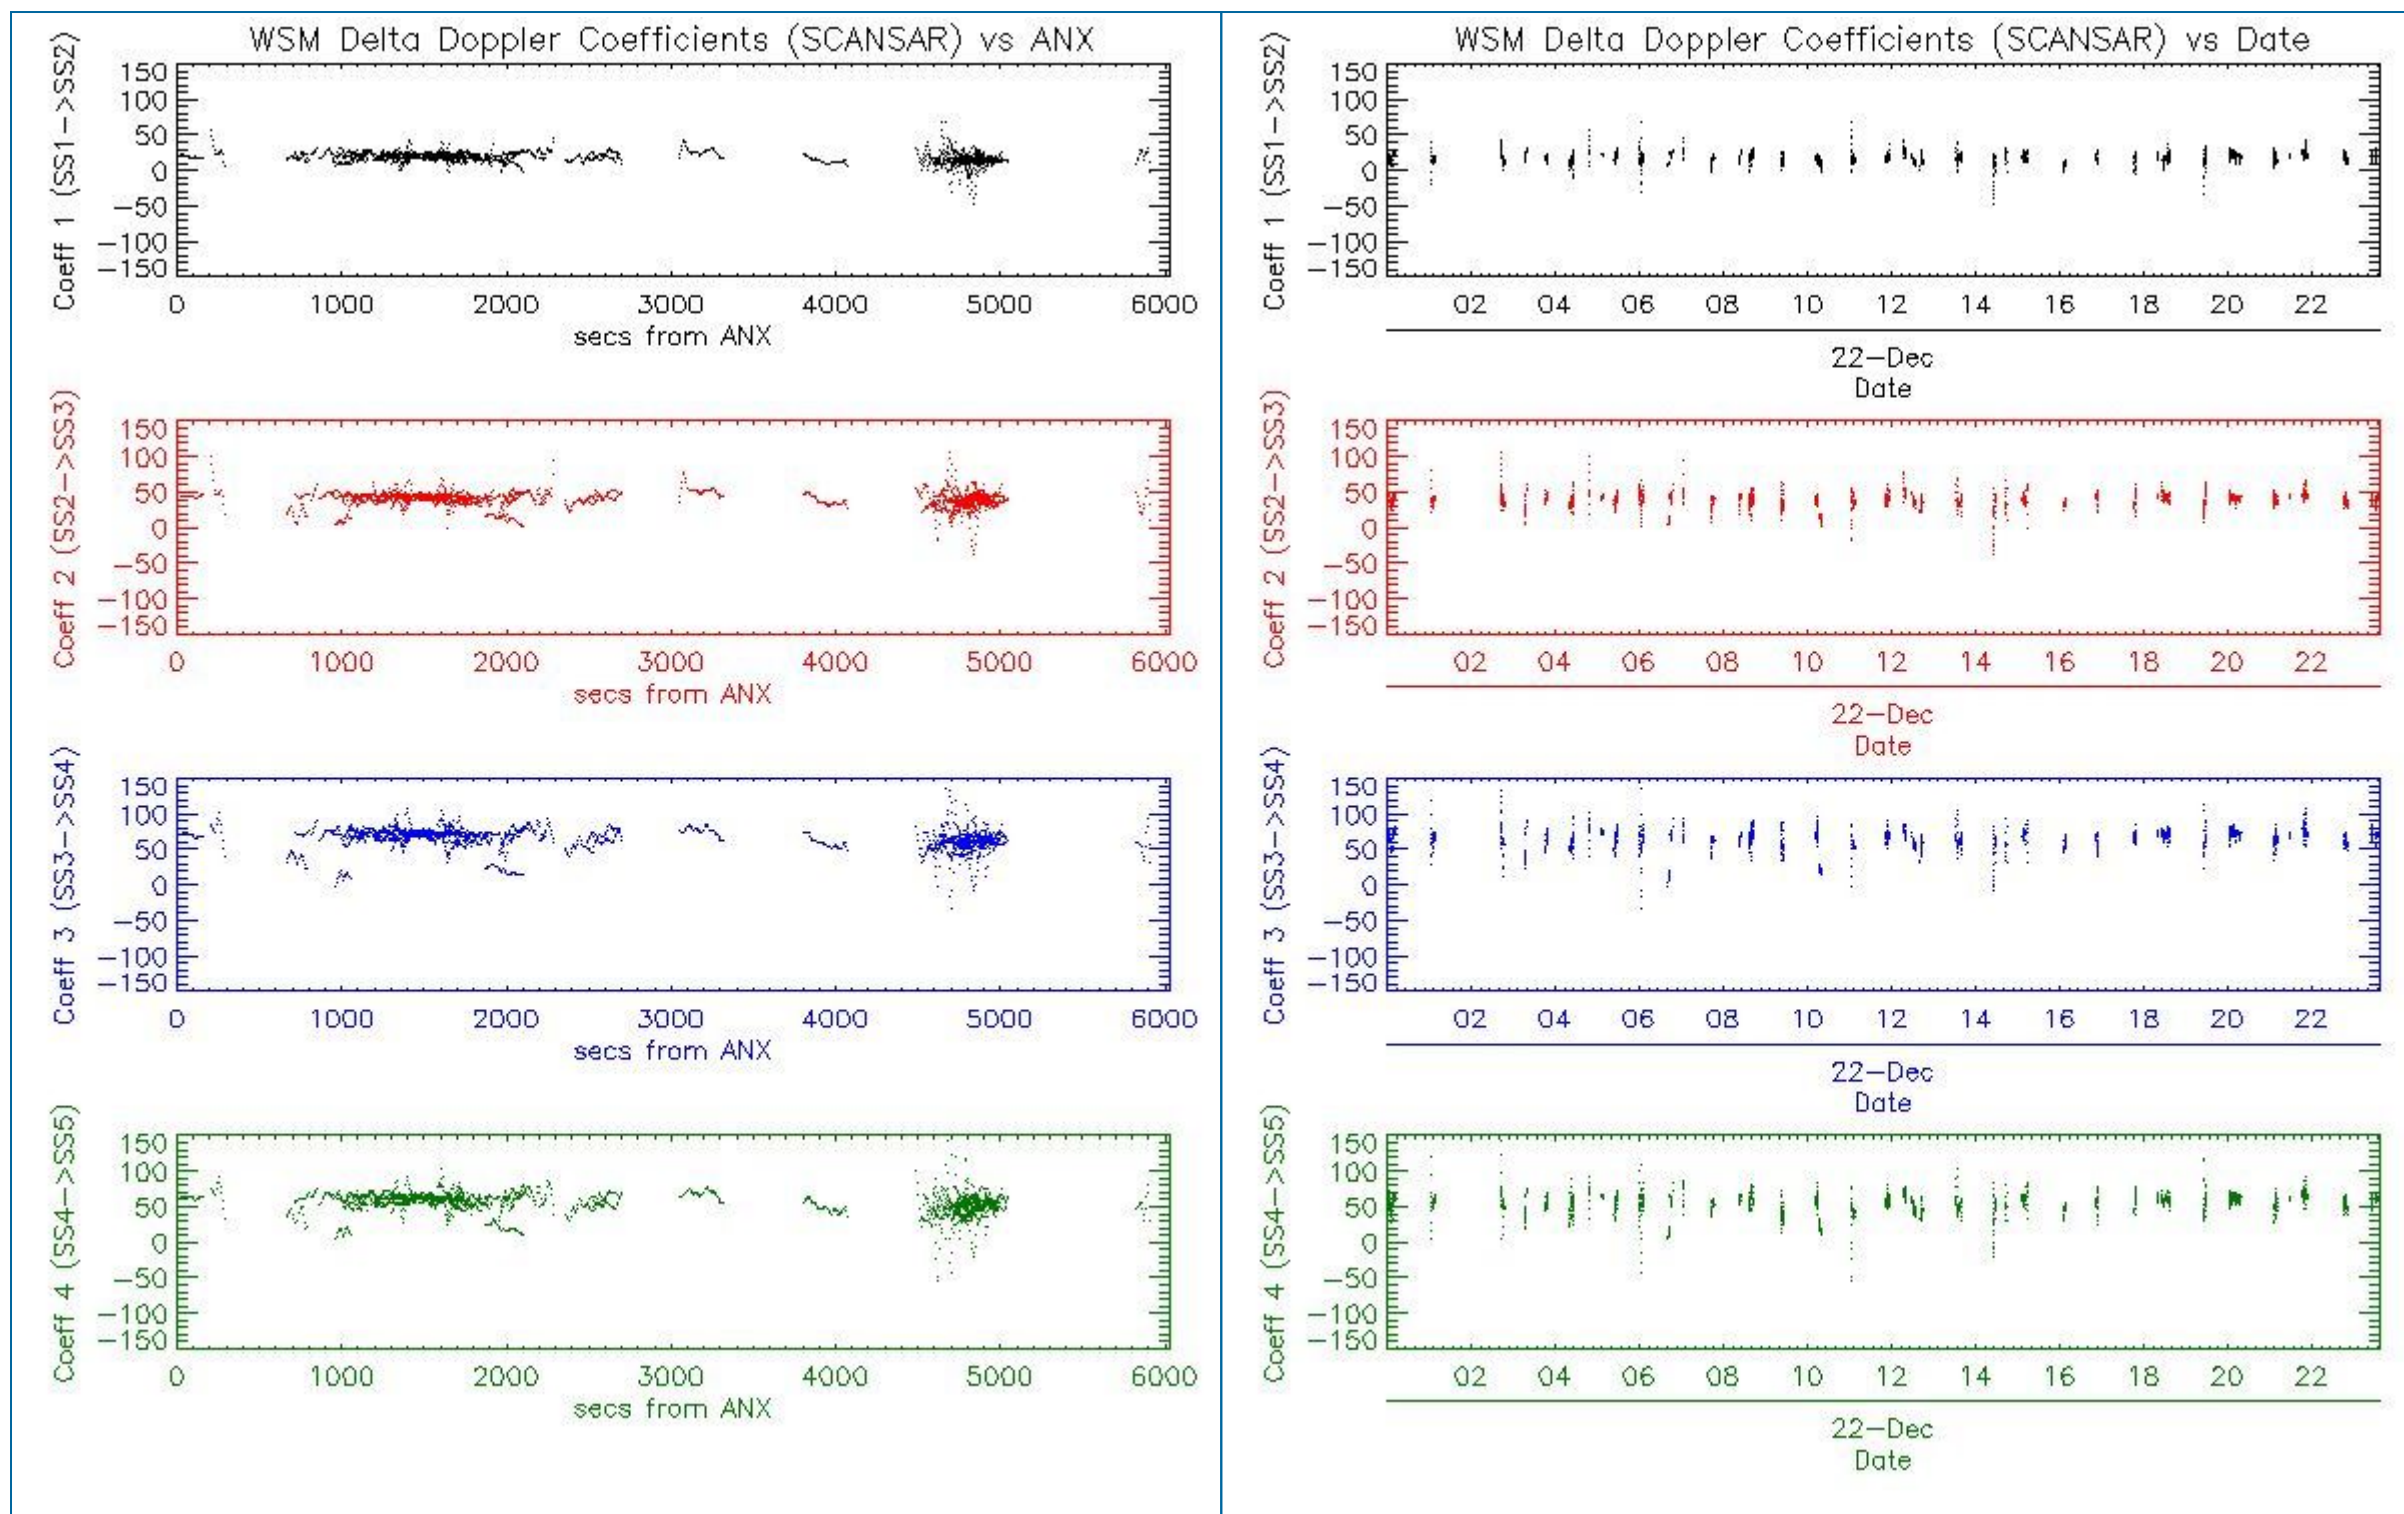 WSM Delta Doppler Coefficients (SCANSAR) vs ANX
Coeff 1 (SS1->SS2)
150
100
50
0
-50
-100
-150
0 1000 2000 3000 4000 5000 6000
secs from ANX
Coeff 2 (SS2->SS3)
150
100
50
0
-50
-100
-150
0 1000 2000 3000 4000 5000 6000
secs from ANX
Coeff 3 (SS3->SS4)
150
100
50
0
-50
-100
-150
0 1000 2000 3000 4000 5000 6000
secs from ANX
Coeff 4 (SS4->SS5)
150
100
50
0
-50
-100
-150
0 1000 2000 3000 4000 5000 6000
secs from ANX
WSM Delta Doppler Coefficients (SCANSAR) vs Date
Coeff 1 (SS1->SS2)
150
100
50
0
-50
-100
-150
02 04 06 08 10 12 14 16 18 20 22
22-Dec
Date
Coeff 2 (SS2->SS3)
150
100
50
0
-50
-100
-150
02 04 06 08 10 12 14 16 18 20 22
22-Dec
Date
Coeff 3 (SS3->SS4)
150
100
50
0
-50
-100
-150
02 04 06 08 10 12 14 16 18 20 22
22-Dec
Date
Coeff 4 (SS4->SS5)
150
100
50
0
-50
-100
-150
02 04 06 08 10 12 14 16 18 20 22
22-Dec
Date